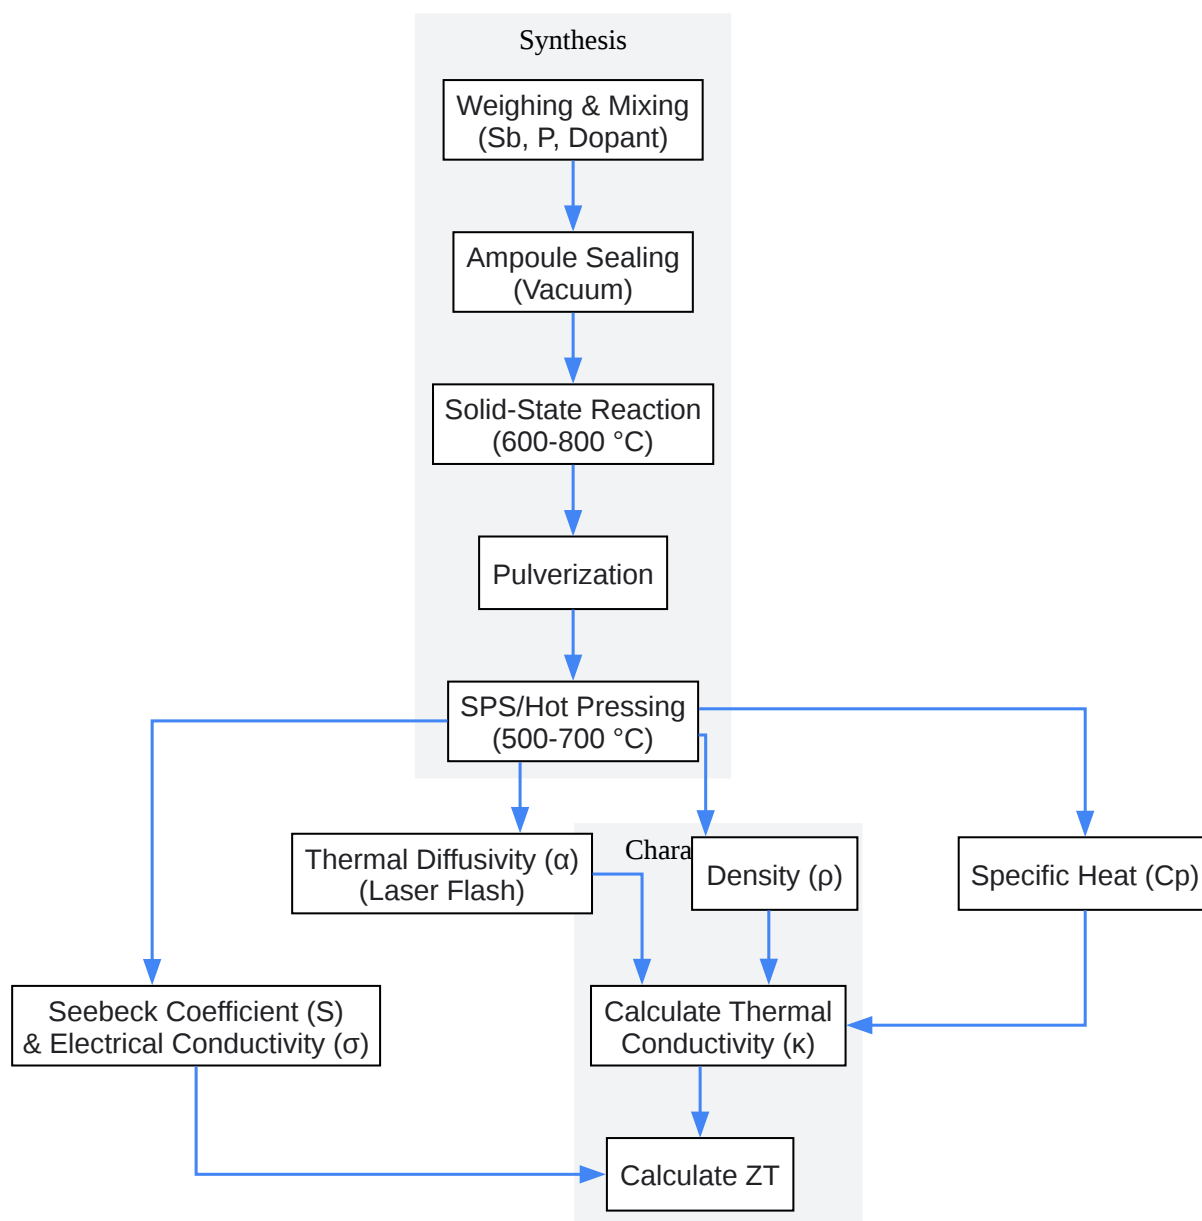 Synthesis
Weighing & Mixing
(Sb, P, Dopant)
Ampoule Sealing
(Vacuum)
Solid-State Reaction
(600-800 °C)
Pulverization
SPS/Hot Pressing
(500-700 °C)
Thermal Diffusivity (α)
(Laser Flash)
Chara
Density (ρ)
Specific Heat (Cp)
Seebeck Coefficient (S)
& Electrical Conductivity (σ)
Calculate Thermal
Conductivity (κ)
Calculate ZT